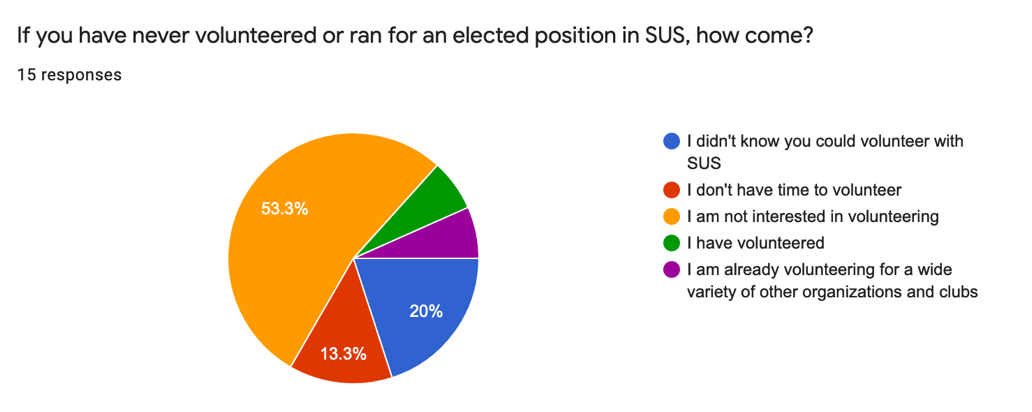 If you have never volunteered or ran for an elected position in SUS, how come?
15 responses
53.3%
20%
13.3%
I didn't know you could volunteer with
SUS
I don't have time to volunteer
I am not interested in volunteering
I have volunteered
I am already volunteering for a wide
variety of other organizations and clubs